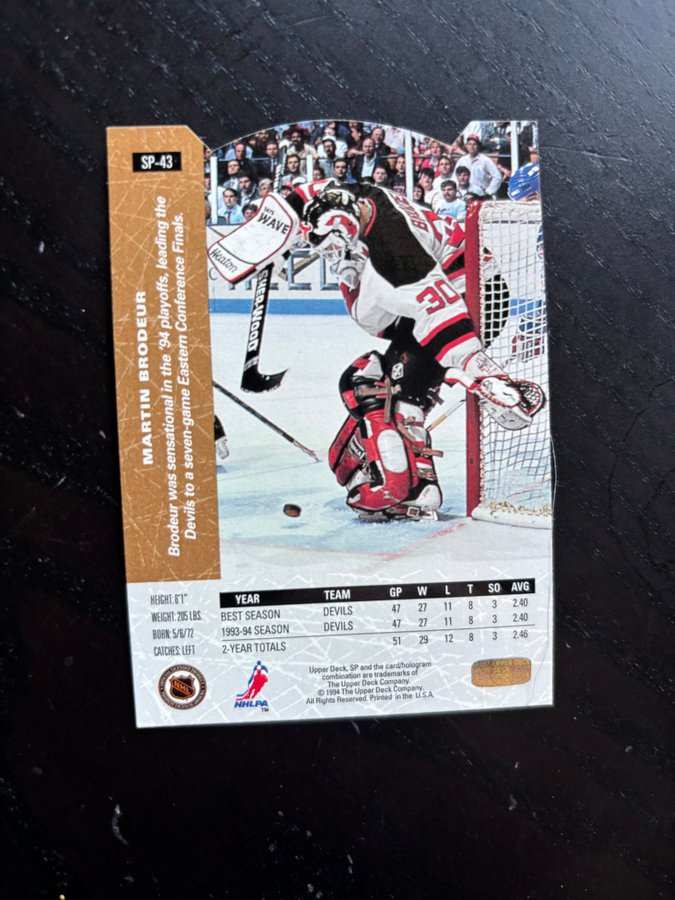 SP-43
MARTIN BRODEUR
Brodeur was sensational in the '94 playoffs, leading the
Devils to a seven-game Eastern Conference Finals.
WAVE
Heaton
SHERWOOD
30
HEIGHT: 6'1"
WEIGHT: 205 LBS.
BORN: 5/6/72
CATCHES: LEFT
YEAR TEAM GP W L T SO AVG
BEST SEASON DEVILS 47 27 11 8 3 2.40
1993-94 SEASON DEVILS 47 27 11 8 3 2.40
2-YEAR TOTALS 51 29 12 8 3 2.46
NHL
NHLPA
TM
Upper Deck, SP and the card/hologram
combination are trademarks of
The Upper Deck Company.
© 1994 The Upper Deck Company.
All Rights Reserved. Printed in the U.S.A.